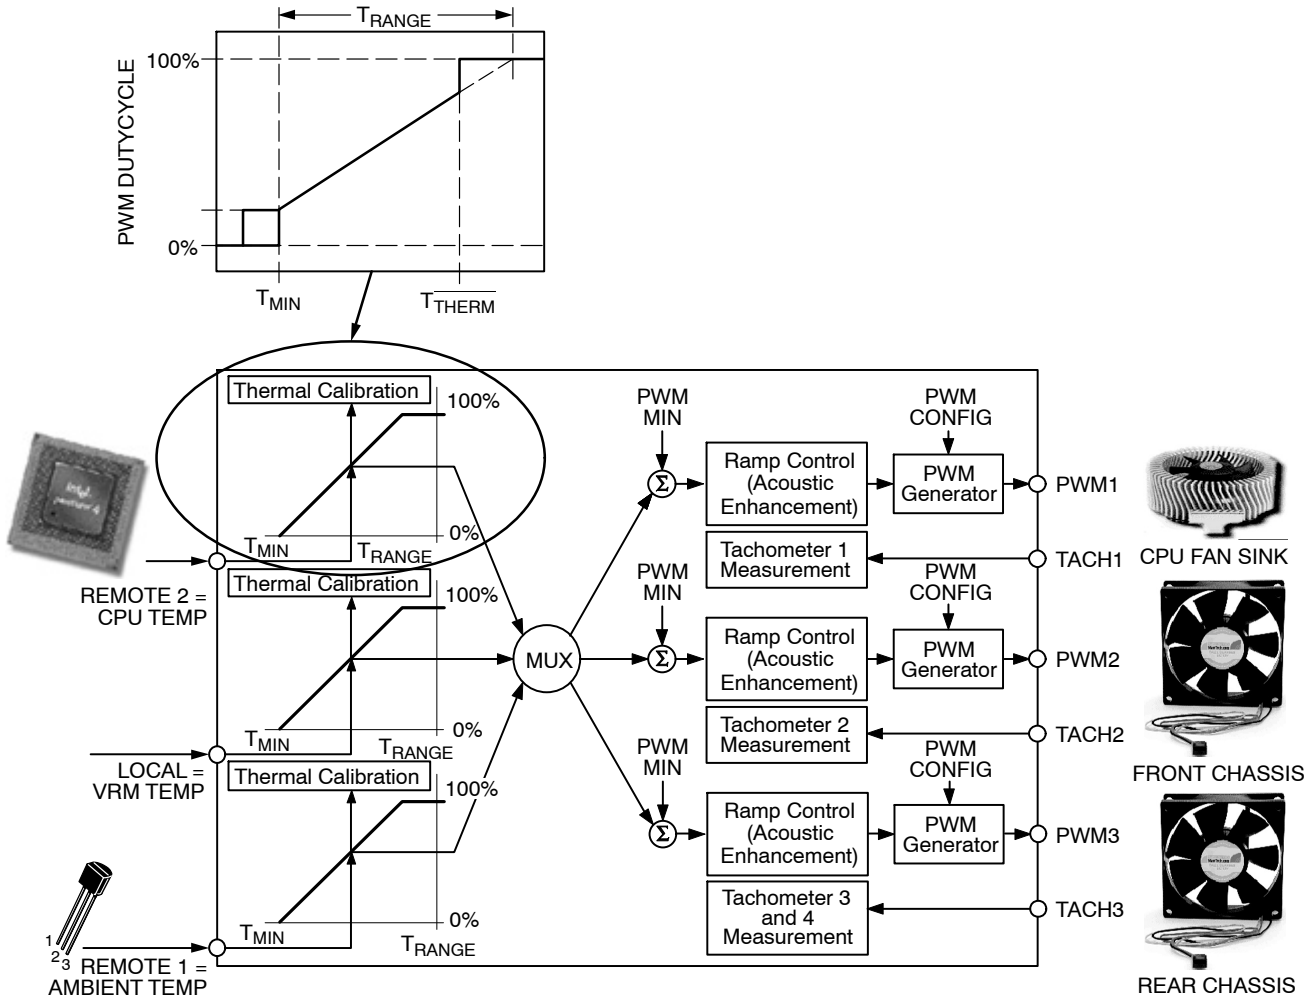 TRANGE
100%
PWM DUTYCYCLE
0%
TMIN
TTHERM
Thermal Calibration
100%
0%
TMIN
TRANGE
REMOTE 2 =
CPU TEMP
Thermal Calibration
100%
0%
TMIN
TRANGE
LOCAL =
VRM TEMP
Thermal Calibration
100%
0%
TMIN
TRANGE
1
2
3
REMOTE 1 =
AMBIENT TEMP
MUX
PWM
MIN
Σ
Ramp Control
(Acoustic
Enhancement)
PWM
CONFIG
PWM
Generator
PWM1
Tachometer 1
Measurement
TACH1
CPU FAN SINK
PWM
MIN
Σ
Ramp Control
(Acoustic
Enhancement)
PWM
CONFIG
PWM
Generator
PWM2
Tachometer 2
Measurement
TACH2
FRONT CHASSIS
PWM
MIN
Σ
Ramp Control
(Acoustic
Enhancement)
PWM
CONFIG
PWM
Generator
PWM3
Tachometer 3
and 4
Measurement
TACH3
REAR CHASSIS